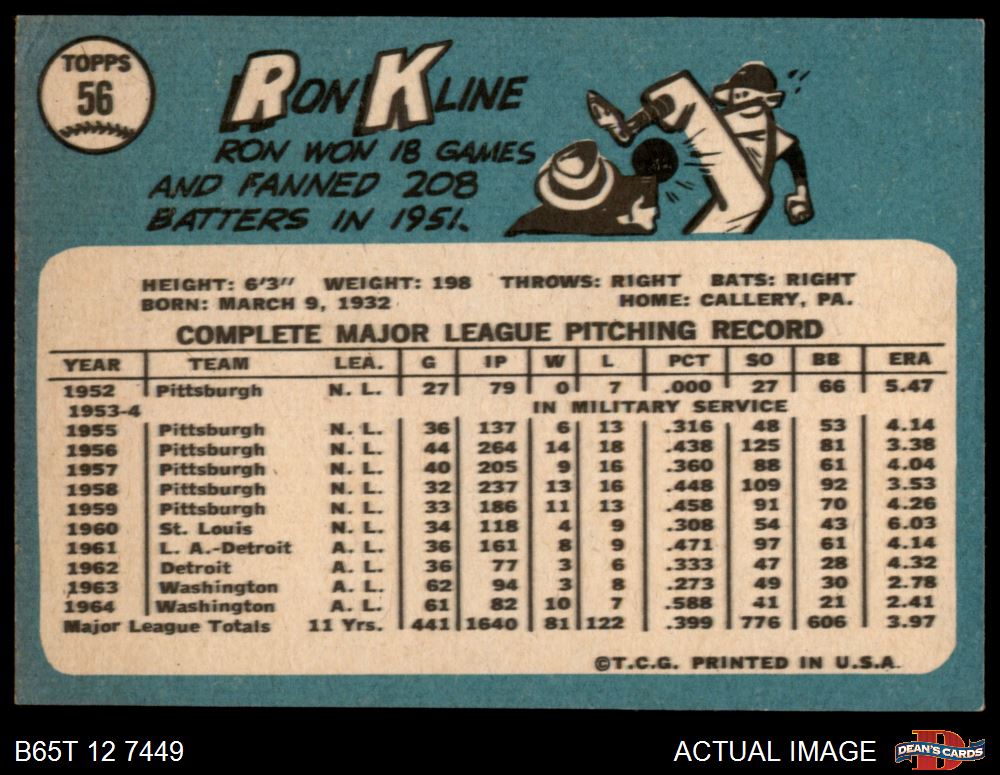 TOPPS
56
RON KLINE
RON WON 18 GAMES
AND FANNED 208
BATTERS IN 1951.
HEIGHT: 6'3" WEIGHT: 198 THROWS: RIGHT BATS: RIGHT
BORN: MARCH 9, 1932 HOME: CALLERY, PA.
COMPLETE MAJOR LEAGUE PITCHING RECORD
YEAR TEAM LEA. G IP W L PCT SO BB ERA
1952 Pittsburgh N. L. 27 79 0 7 .000 27 66 5.47
1953-4 IN MILITARY SERVICE
1955 Pittsburgh N. L. 36 137 6 13 .316 48 53 4.14
1956 Pittsburgh N. L. 44 264 14 18 .438 125 81 3.38
1957 Pittsburgh N. L. 40 205 9 16 .360 88 61 4.04
1958 Pittsburgh N. L. 32 237 13 16 .448 109 92 3.53
1959 Pittsburgh N. L. 33 186 11 13 .458 91 70 4.26
1960 St. Louis N. L. 34 118 4 9 .308 54 43 6.03
1961 L. A.-Detroit A. L. 36 161 8 9 .471 97 61 4.14
1962 Detroit A. L. 36 77 3 6 .333 47 28 4.32
1963 Washington A. L. 62 94 3 8 .273 49 30 2.78
1964 Washington A. L. 61 82 10 7 .588 41 21 2.41
Major League Totals 11 Yrs. 441 1640 81 122 .399 776 606 3.97
©T.C.G. PRINTED IN U.S.A.
B65T 12 7449 ACTUAL IMAGE
D
DEAN'S CARDS